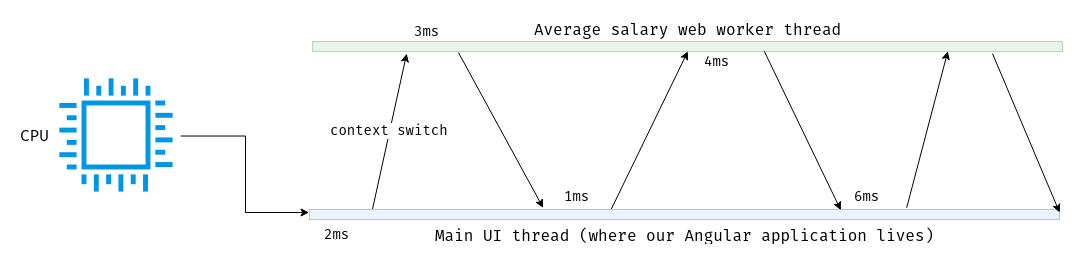 Average salary web worker thread
3ms
4ms
context switch
CPU
1ms
6ms
2ms
Main UI thread (where our Angular application lives)